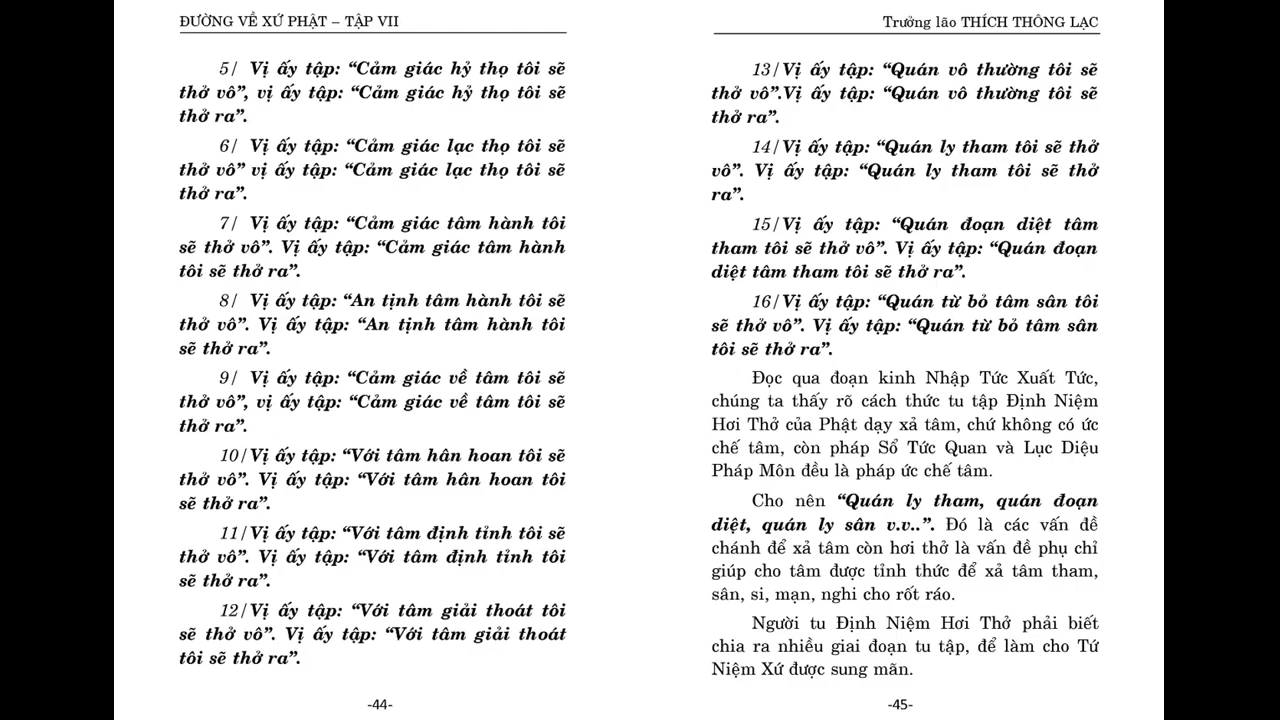 ĐƯỜNG VỀ XỨ PHẬT – TẬP VII
5/ Vị ấy tập: “Cảm giác hỷ thọ tôi sẽ
thở vô”, vị ấy tập: “Cảm giác hỷ thọ tôi sẽ
thở ra”.
6/ Vị ấy tập: “Cảm giác lạc thọ tôi sẽ
thở vô” vị ấy tập: “Cảm giác lạc thọ tôi sẽ
thở ra”.
7/ Vị ấy tập: “Cảm giác tâm hành tôi
sẽ thở vô”. Vị ấy tập: “Cảm giác tâm hành
tôi sẽ thở ra”.
8/ Vị ấy tập: “An tịnh tâm hành tôi sẽ
thở vô”. Vị ấy tập: “An tịnh tâm hành tôi
sẽ thở ra”.
9/ Vị ấy tập: “Cảm giác về tâm tôi sẽ
thở vô”, vị ấy tập: “Cảm giác về tâm tôi sẽ
thở ra”.
10/Vị ấy tập: “Với tâm hân hoan tôi sẽ
thở vô”. Vị ấy tập: “Với tâm hân hoan tôi
sẽ thở ra”.
11/Vị ấy tập: “Với tâm định tỉnh tôi sẽ
thở vô”. Vị ấy tập: “Với tâm định tỉnh tôi
sẽ thở ra”.
12/Vị ấy tập: “Với tâm giải thoát tôi
sẽ thở vô”. Vị ấy tập: “Với tâm giải thoát
tôi sẽ thở ra”.
-44-
Trưởng lão THÍCH THÔNG LẠC
13/Vị ấy tập: “Quán vô thường tôi sẽ
thở vô”.Vị ấy tập: “Quán vô thường tôi sẽ
thở ra”.
14/Vị ấy tập: “Quán ly tham tôi sẽ thở
vô”. Vị ấy tập: “Quán ly tham tôi sẽ thở
ra”.
15/Vị ấy tập: “Quán đoạn diệt tâm
tham tôi sẽ thở vô”. Vị ấy tập: “Quán đoạn
diệt tâm tham tôi sẽ thở ra”.
16/Vị ấy tập: “Quán từ bỏ tâm sân tôi
sẽ thở vô”. Vị ấy tập: “Quán từ bỏ tâm sân
tôi sẽ thở ra”.
Đọc qua đoạn kinh Nhập Tức Xuất Tức,
chúng ta thấy rõ cách thức tu tập Định Niệm
Hơi Thở của Phật dạy xả tâm, chứ không có ức
chế tâm, còn pháp Sổ Tức Quan và Lục Diệu
Pháp Môn đều là pháp ức chế tâm.
Cho nên “Quán ly tham, quán đoạn
diệt, quán ly sân v.v..”. Đó là các vấn đề
chánh để xả tâm còn hơi thở là vấn đề phụ chỉ
giúp cho tâm được tỉnh thức để xả tâm tham,
sân, si, mạn, nghi cho rốt ráo.
Người tu Định Niệm Hơi Thở phải biết
chia ra nhiều giai đoạn tu tập, để làm cho Tứ
Niệm Xứ được sung mãn.
-45-